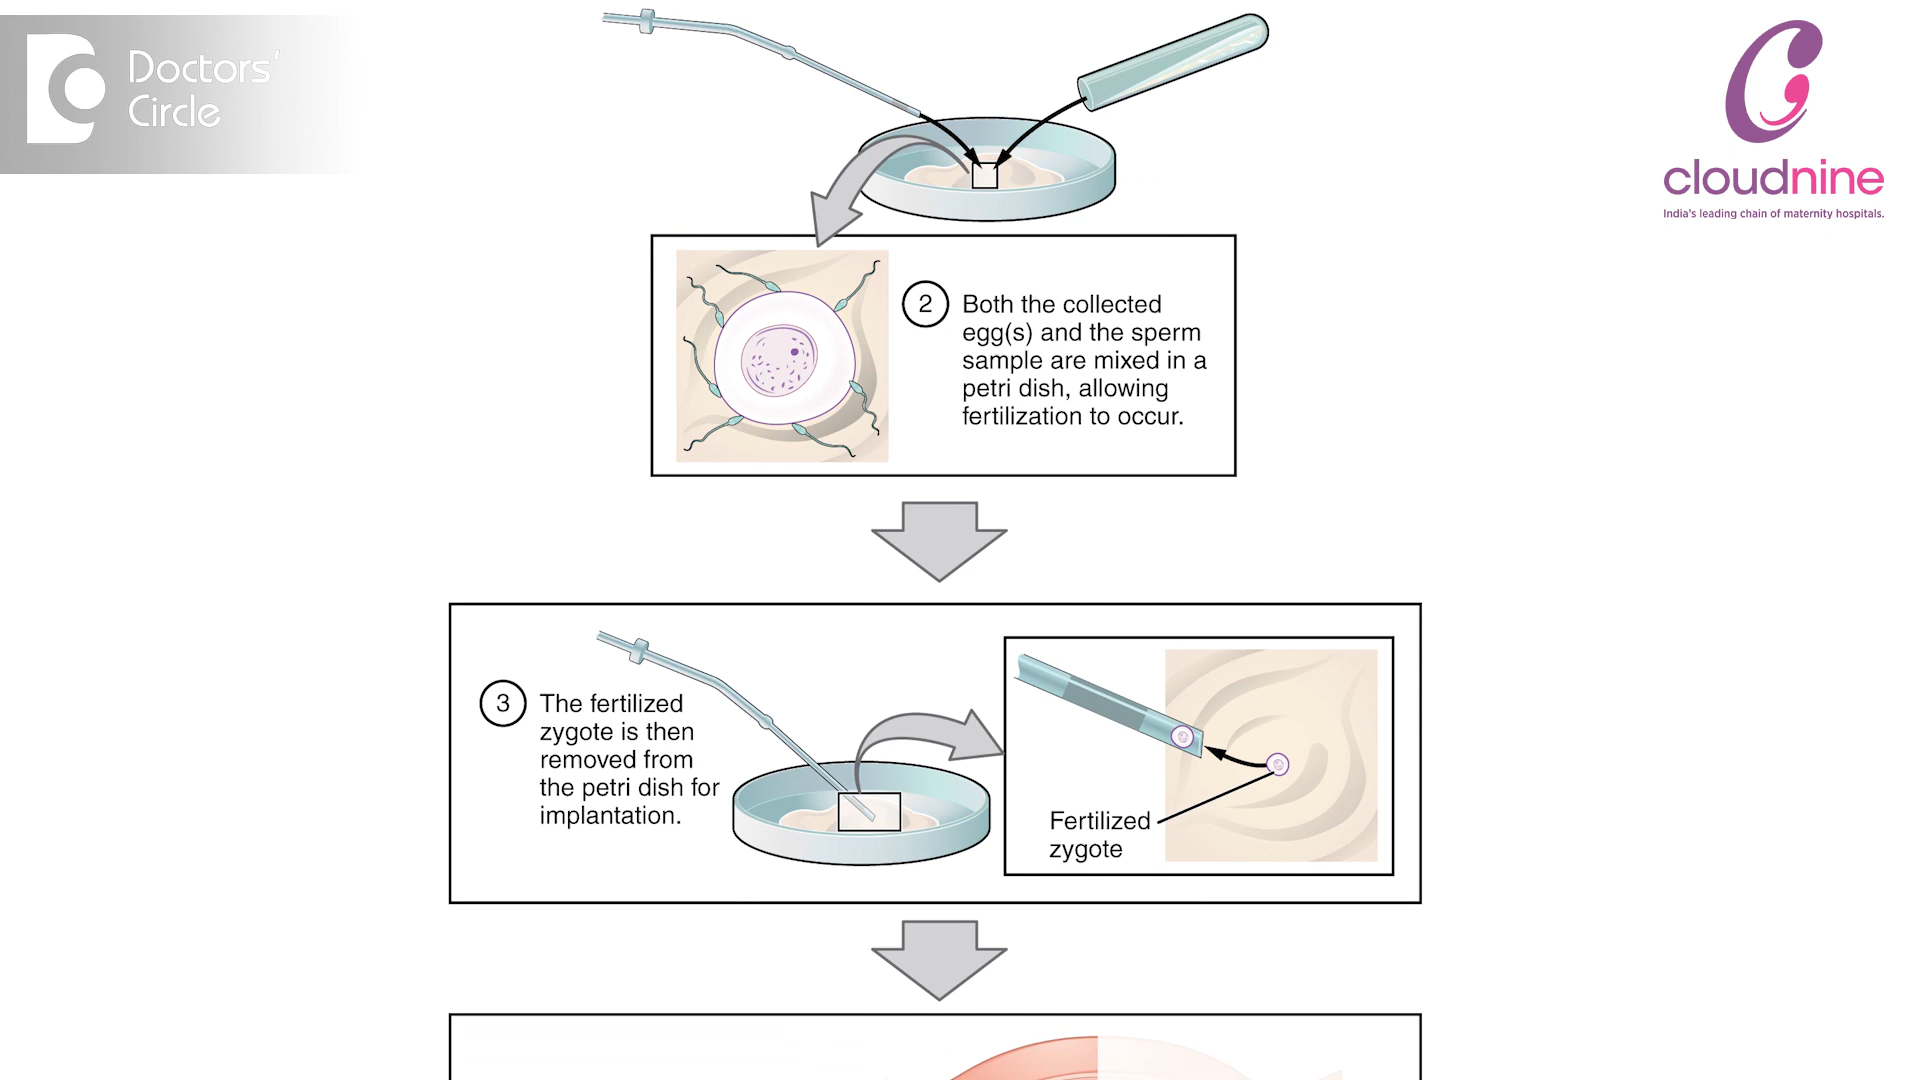 Doctors'
Circle
cloudnine
India's leading chain of maternity hospitals.
2
Both the collected
egg(s) and the sperm
sample are mixed in a
petri dish, allowing
fertilization to occur.
3
The fertilized
zygote is then
removed from
the petri dish for
implantation.
Fertilized
zygote